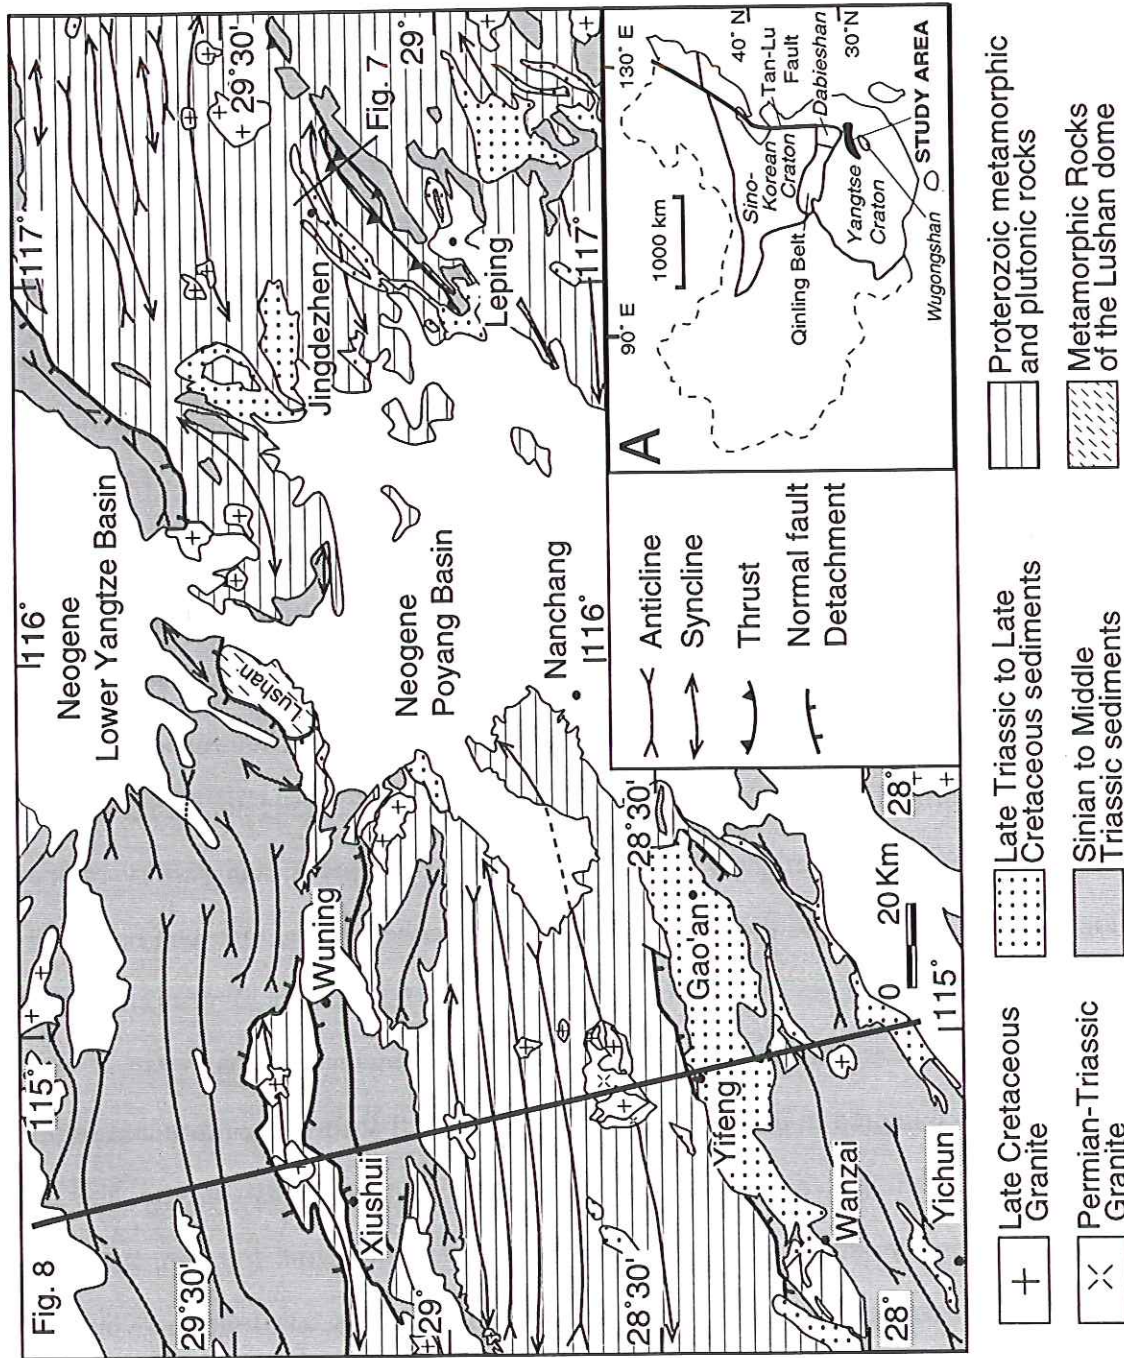 Fig. 8
115°
116°
117°
Neogene
Lower Yangtze Basin
29°30'
29°30'
Lushan
Wuning
Xiushui
Jingdezhen
Fig. 7
29°
29°
Neogene
Poyang Basin
Leping
Nanchang
116°
117°
28°30'
28°30'
Gao'an
Yifeng
Wanzai
Yichun
28°
28°
115°
0 20 Km
Anticline
Syncline
Thrust
Normal fault
Detachment
A
90° E
130° E
40° N
30° N
1000 km
Sino-
Korean
Craton
Tan-Lu
Fault
Dabieshan
Qinling Belt
Yangtse
Craton
Wugongshan
STUDY AREA
Late Cretaceous
Granite
Late Triassic to Late
Cretaceous sediments
Proterozoic metamorphic
and plutonic rocks
Permian-Triassic
Granite
Sinian to Middle
Triassic sediments
Metamorphic Rocks
of the Lushan dome